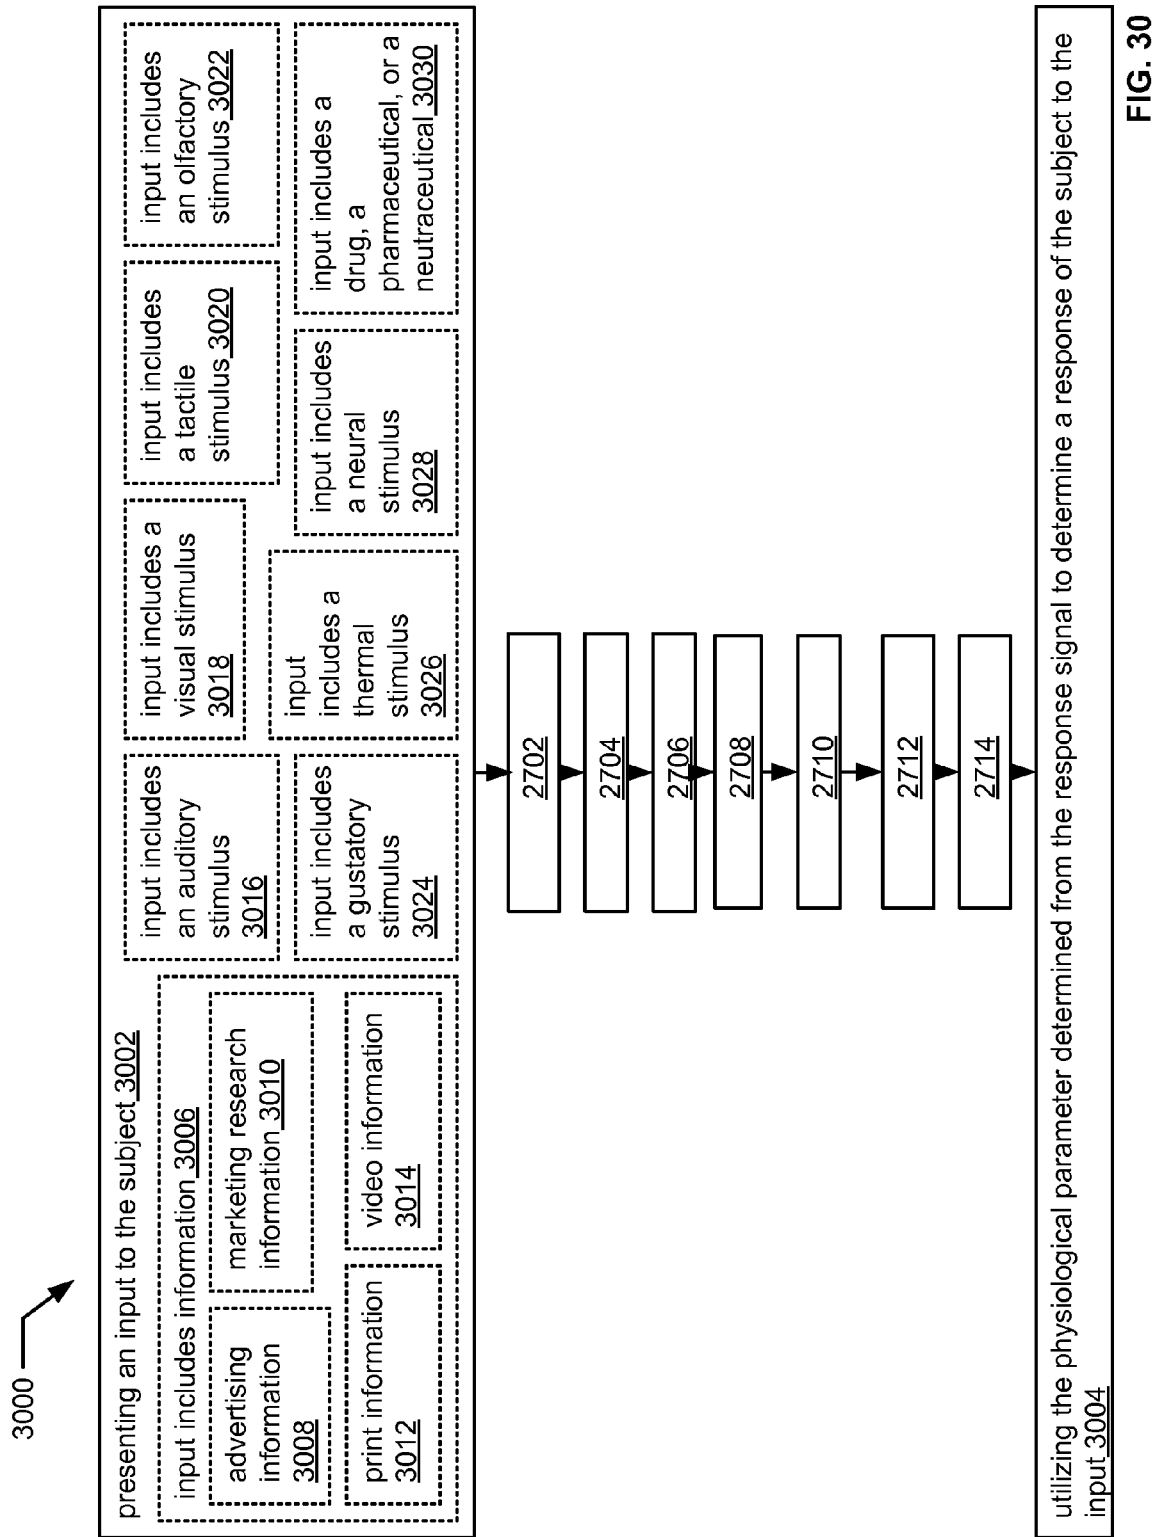 3000
presenting an input to the subject 3002
input includes information 3006
advertising
information
3008
marketing research
information 3010
print information
3012
video information
3014
input includes
an auditory
stimulus
3016
input includes a
visual stimulus
3018
input includes
a tactile
stimulus 3020
input includes
an olfactory
stimulus 3022
input includes
a gustatory
stimulus
3024
input
includes a
thermal
stimulus
3026
input includes
a neural
stimulus
3028
input includes a
drug, a
pharmaceutical, or a
neutraceutical 3030
2702
2704
2706
2708
2710
2712
2714
utilizing the physiological parameter determined from the response signal to determine a response of the subject to the
input 3004
FIG. 30